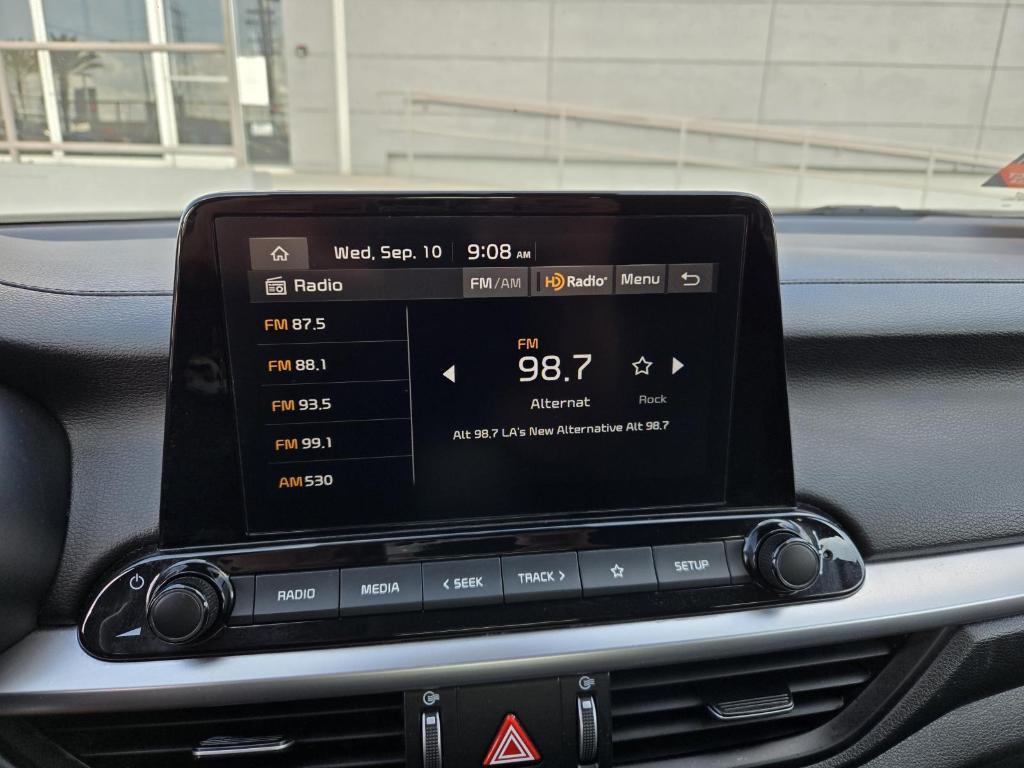 Wed, Sep. 10 9:08 AM
Radio FM/AM HD Radio® Menu
FM 87.5
FM 88.1
FM 93.5
FM 99.1
AM 530
FM
98.7
Alternat Rock
Alt 98.7 LA's New Alternative Alt 98.7
RADIO MEDIA < SEEK TRACK > SETUP